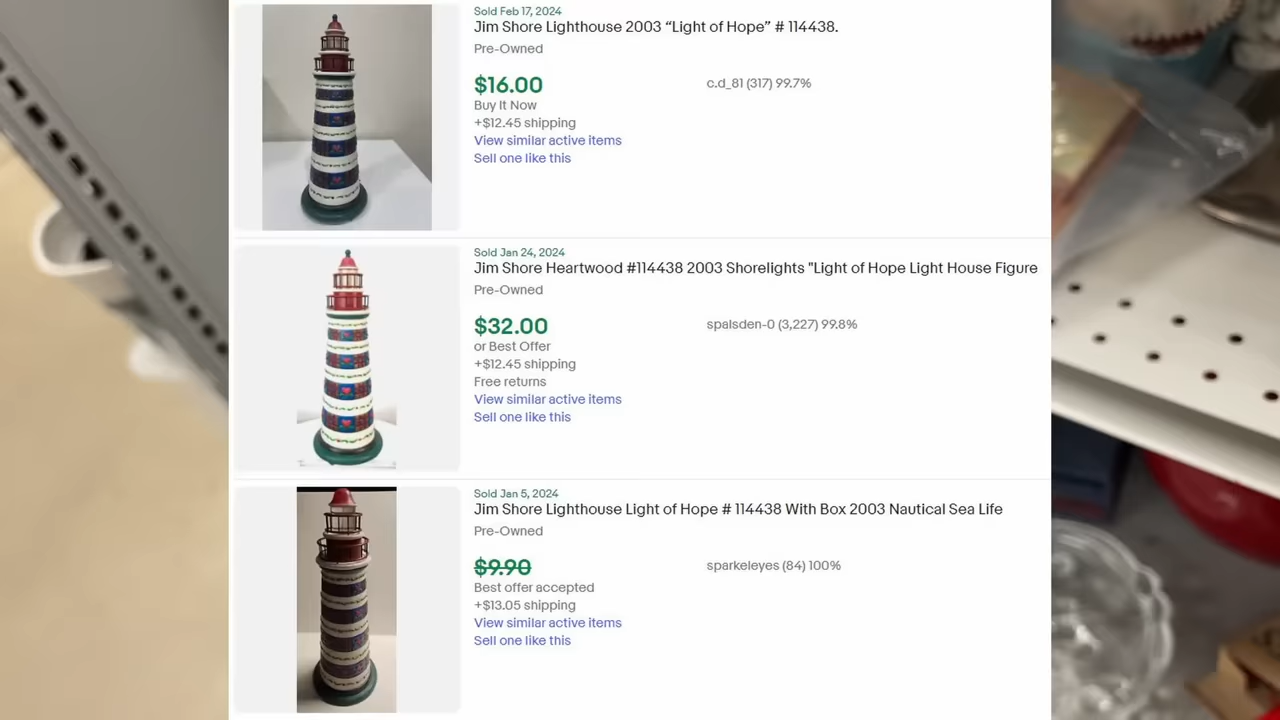 Sold Feb 17, 2024
Jim Shore Lighthouse 2003 “Light of Hope” # 114438.
Pre-Owned
$16.00
c.d_81 (317) 99.7%
Buy It Now
+$12.45 shipping
View similar active items
Sell one like this
Sold Jan 24, 2024
Jim Shore Heartwood #114438 2003 Shorelights "Light of Hope Light House Figure
Pre-Owned
$32.00
spalsden-0 (3,227) 99.8%
or Best Offer
+$12.45 shipping
Free returns
View similar active items
Sell one like this
Sold Jan 5, 2024
Jim Shore Lighthouse Light of Hope # 114438 With Box 2003 Nautical Sea Life
Pre-Owned
$9.90
sparkeleyes (84) 100%
Best offer accepted
+$13.05 shipping
View similar active items
Sell one like this